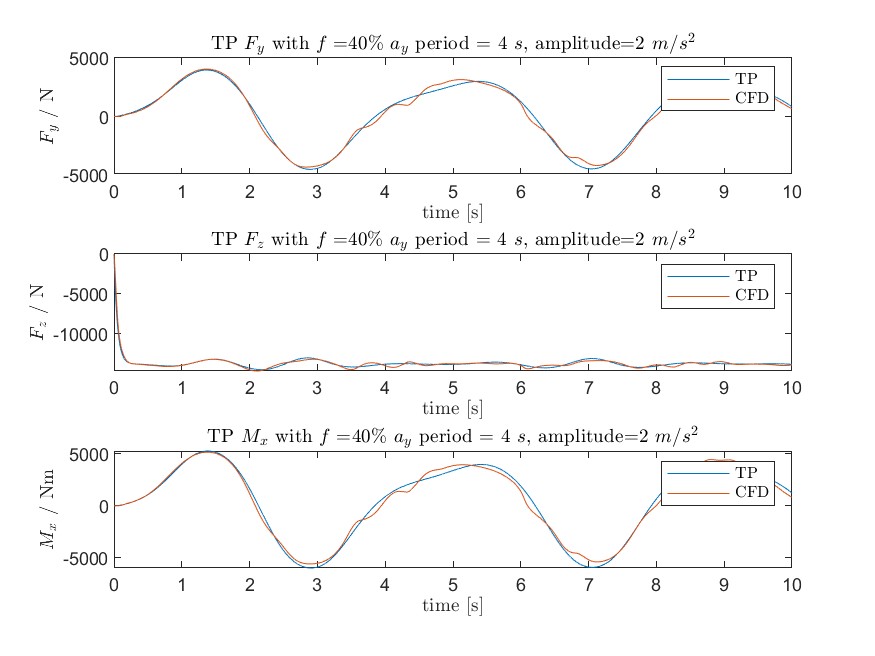 TP F_y with f =40% a_y period = 4 s, amplitude=2 m/s²
5000
0
-5000
F_y / N
TP
CFD
0 1 2 3 4 5 6 7 8 9 10
time [s]
TP F_z with f =40% a_y period = 4 s, amplitude=2 m/s²
0
-5000
-10000
F_z / N
TP
CFD
0 1 2 3 4 5 6 7 8 9 10
time [s]
TP M_x with f =40% a_y period = 4 s, amplitude=2 m/s²
5000
0
-5000
M_x / Nm
TP
CFD
0 1 2 3 4 5 6 7 8 9 10
time [s]